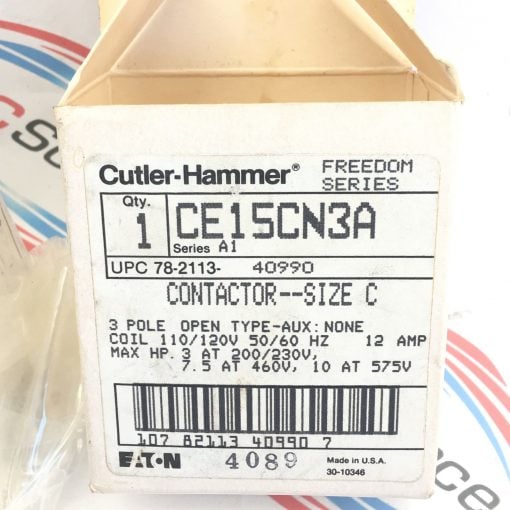 Cutler-Hammer® FREEDOM SERIES
Qty. 1 CE15CN3A
Series A1
UPC 78-2113- 40990
CONTACTOR--SIZE C
3 POLE OPEN TYPE-AUX: NONE
COIL 110/120V 50/60 HZ 12 AMP
MAX HP. 3 AT 200/230V,
7.5 AT 460V, 10 AT 575V
107 82113 40990 7
EATON 4089 Made in U.S.A.
30-10346